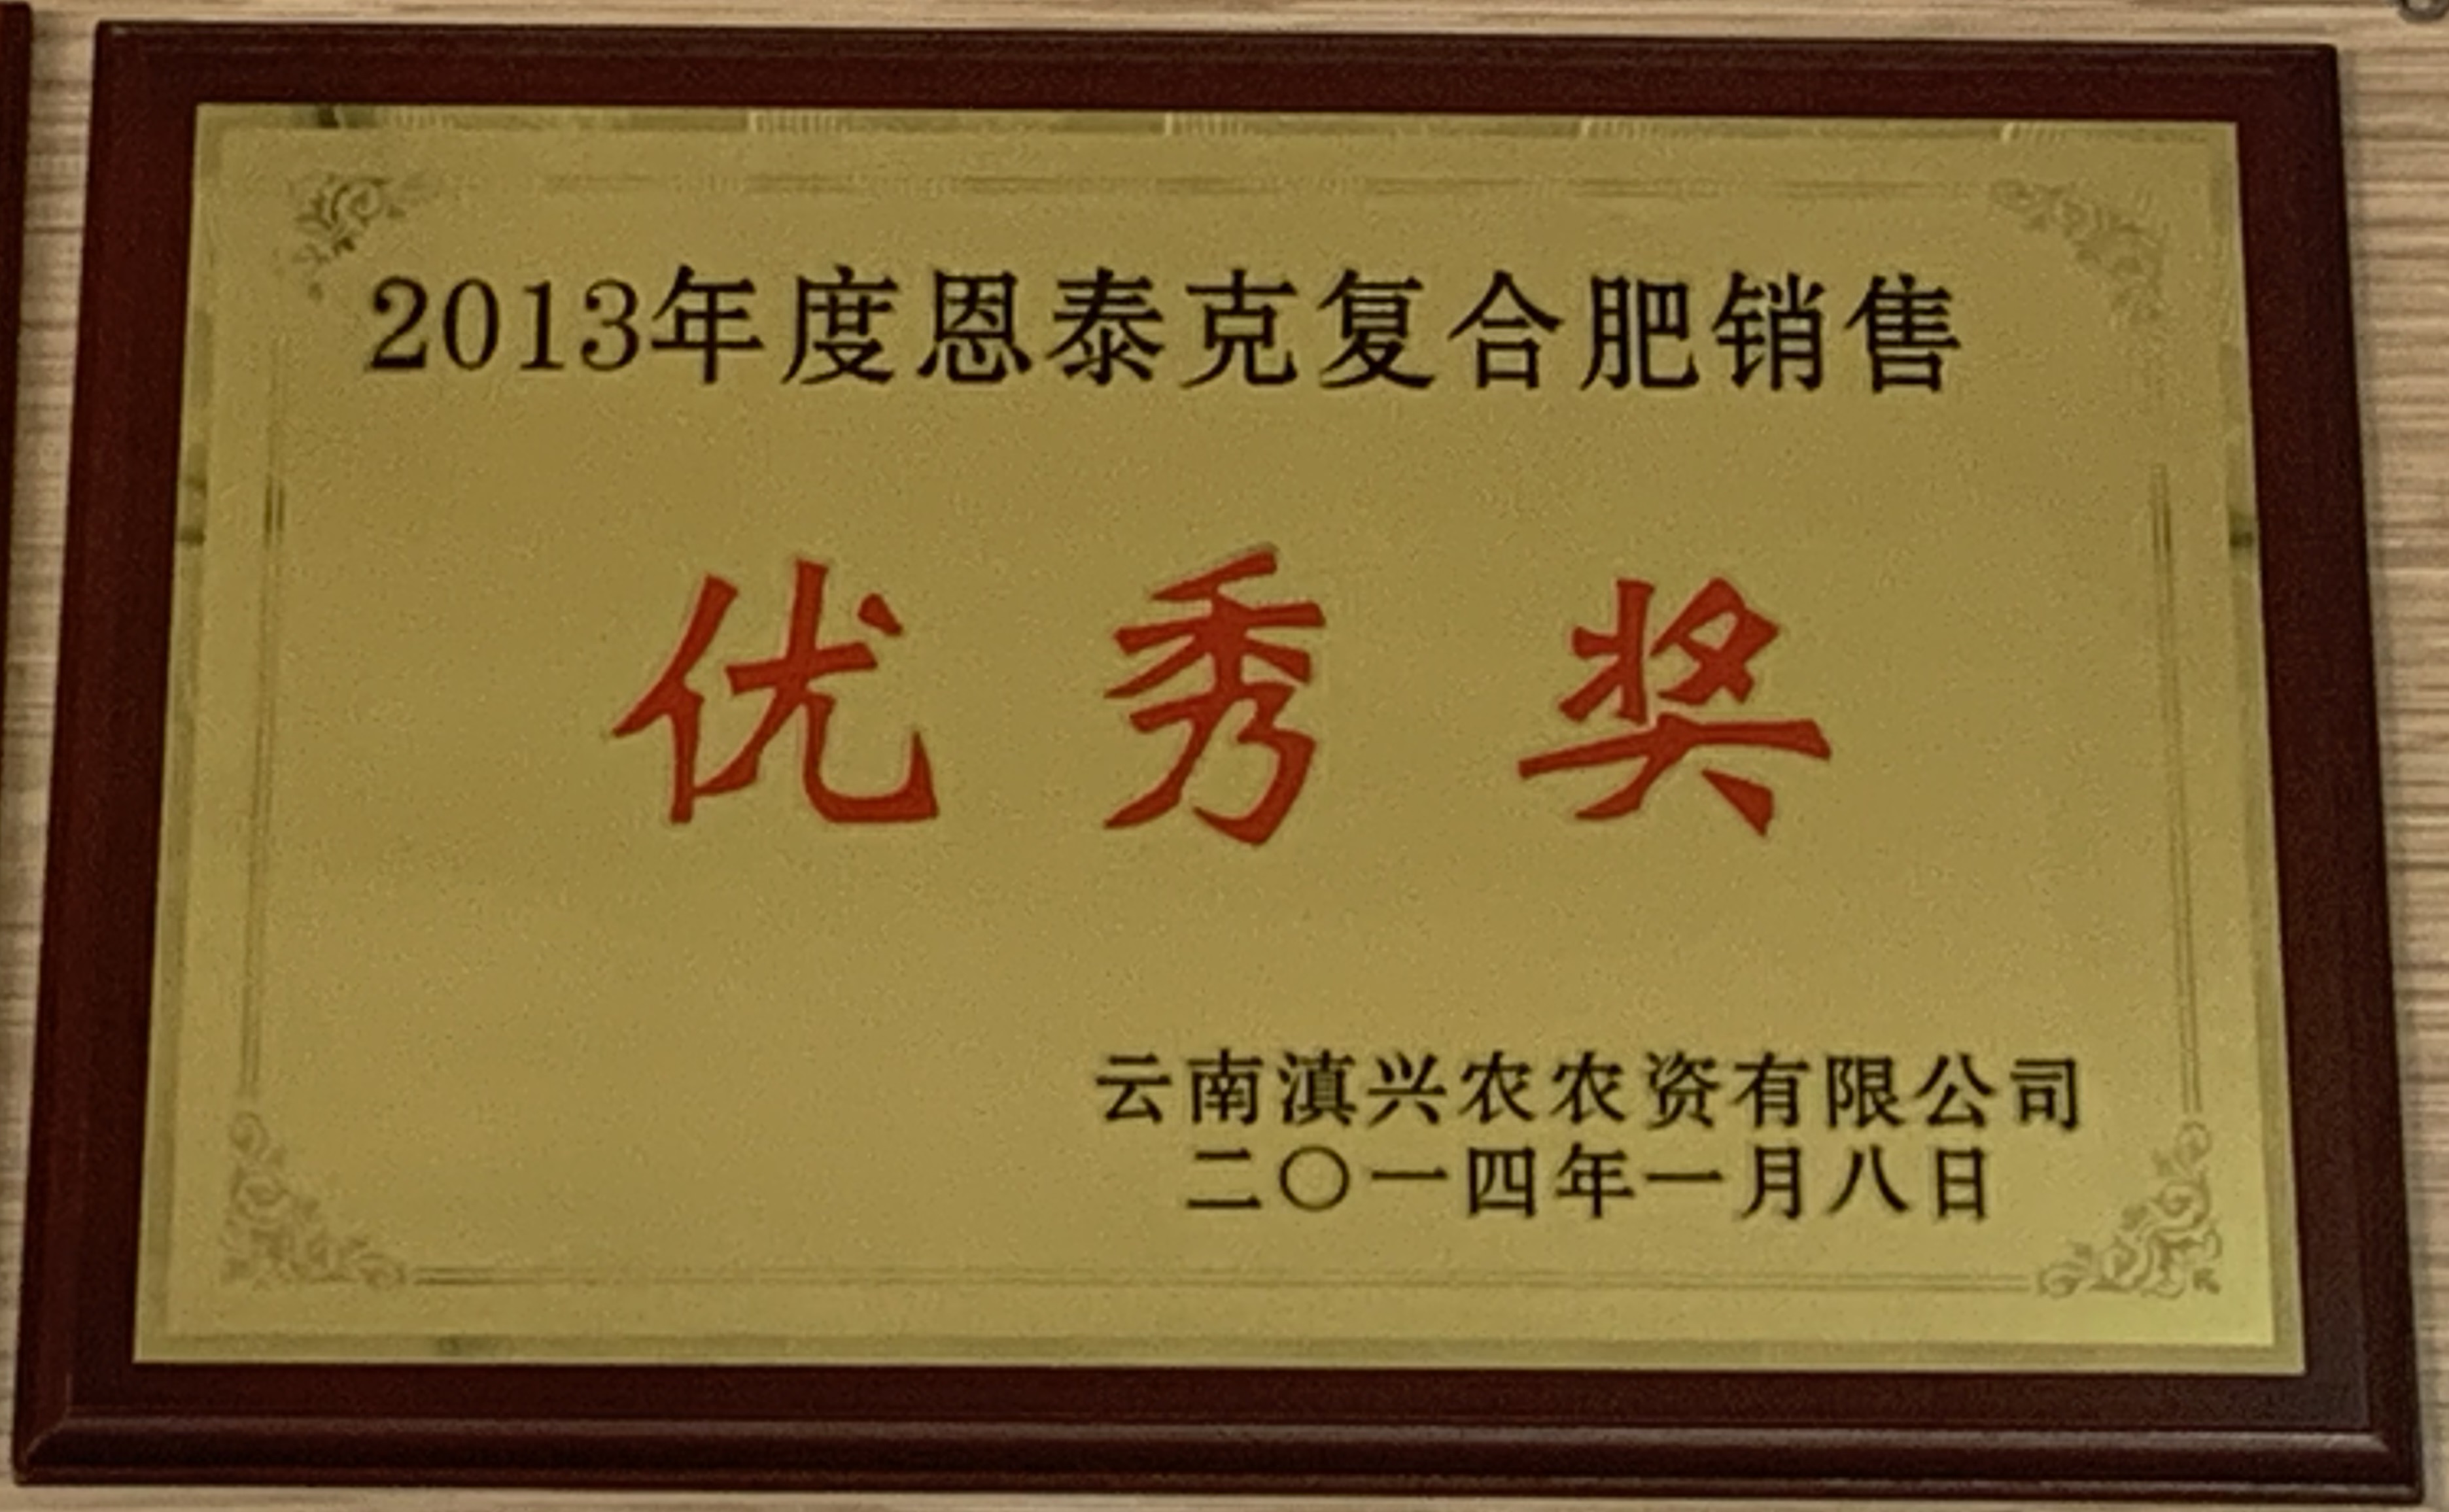 2013年度恩泰克复合肥销售
优秀奖
云南滇兴农农资有限公司
二〇一四年一月八日